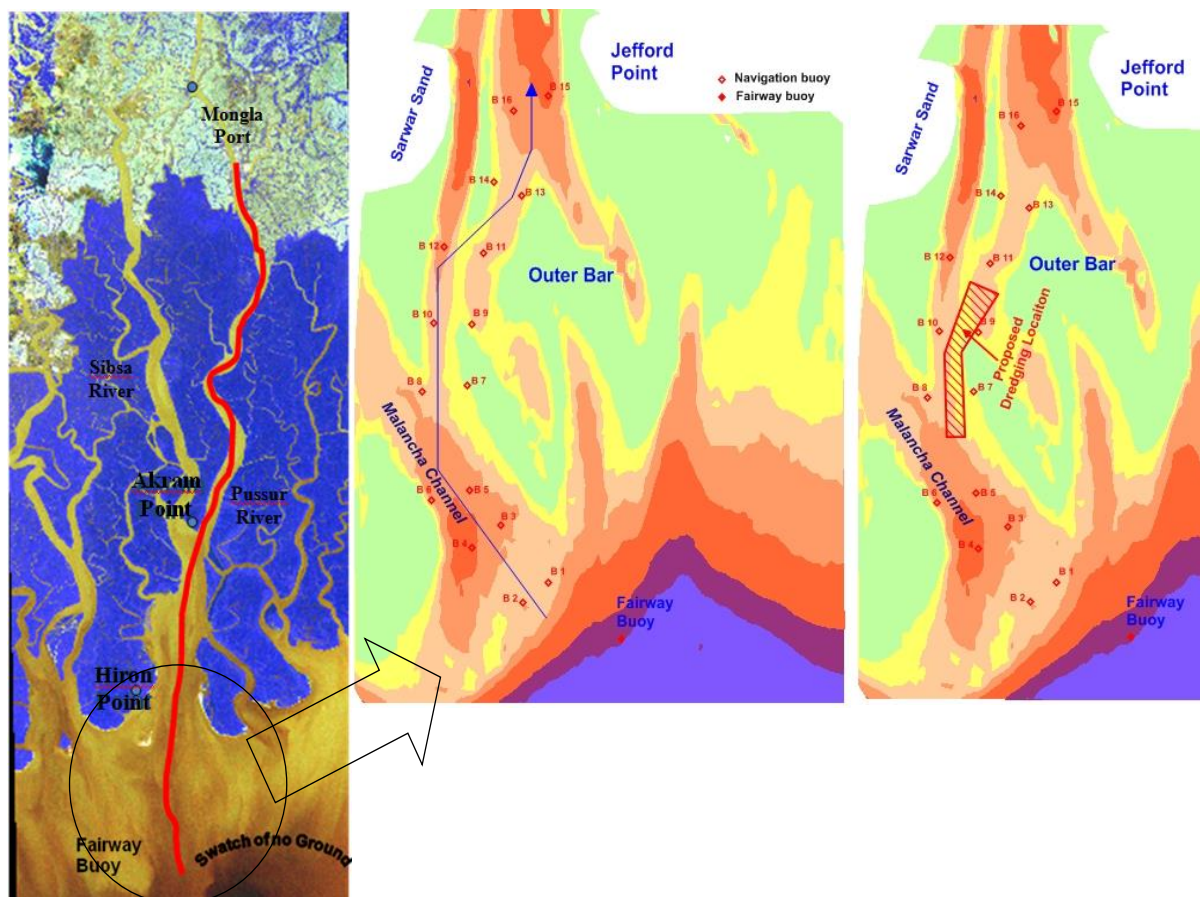 Mongla
Port
Sibsa
River
Akram
Point
Pussur
River
Hiron
Point
Fairway
Buoy
Swatch of no Ground
Jefford
Point
Navigation buoy
Fairway buoy
Sarwar Sand
B 15
B 16
B 14
B 13
B 12
B 11
Outer Bar
B 10
B 9
B 8
B 7
Malancha Channel
B 6
B 5
B 3
B 4
B 1
B 2
Fairway
Buoy
Jefford
Point
Sarwar Sand
B 15
B 16
B 14
B 13
B 12
B 11
Outer Bar
B 10
B 9
Proposed
Dredging Locaiton
B 8
B 7
Malancha Channel
B 6
B 5
B 3
B 4
B 1
B 2
Fairway
Buoy